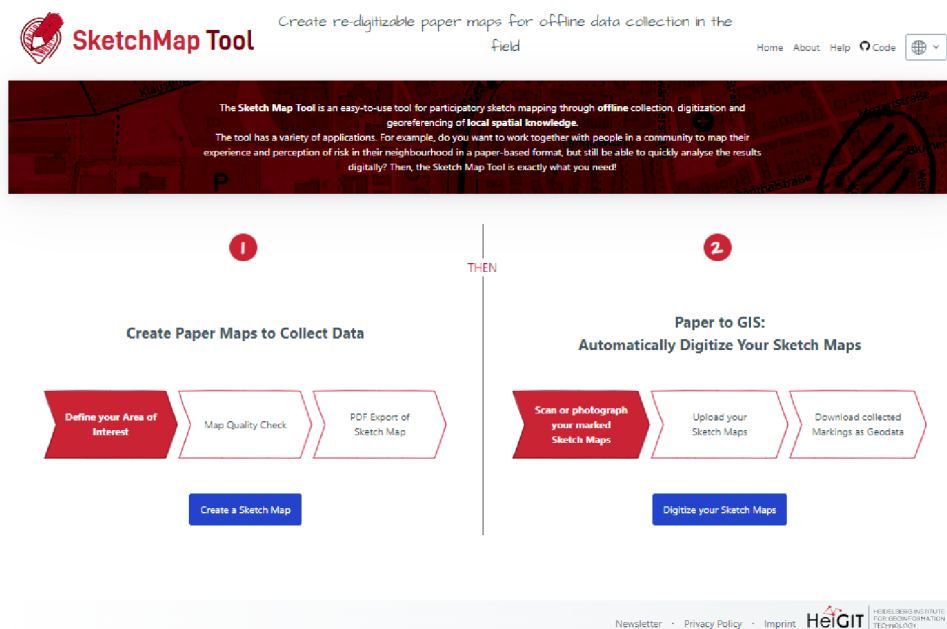 SketchMap Tool
Create re-digitizable paper maps for offline data collection in the
field
Home About Help Code
The Sketch Map Tool is an easy-to-use tool for participatory sketch mapping through offline collection, digitization and
georeferencing of local spatial knowledge.
The tool has a variety of applications. For example, do you want to work together with people in a community to map their
experience and perception of risk in their neighbourhood in a paper-based format, but still be able to quickly analyse the results
digitally? Then, the Sketch Map Tool is exactly what you need!
P
1
THEN
2
Create Paper Maps to Collect Data
Paper to GIS:
Automatically Digitize Your Sketch Maps
Define your Area of
Interest
Map Quality Check
PDF Export of
Sketch Map
Scan or photograph
your marked
Sketch Maps
Upload your
Sketch Maps
Download collected
Markings as Geodata
Create a Sketch Map
Digitize your Sketch Maps
Newsletter · Privacy Policy · Imprint
HeiGIT
HEIDELBERG INSTITUTE
FOR GEOINFORMATION
TECHNOLOGY